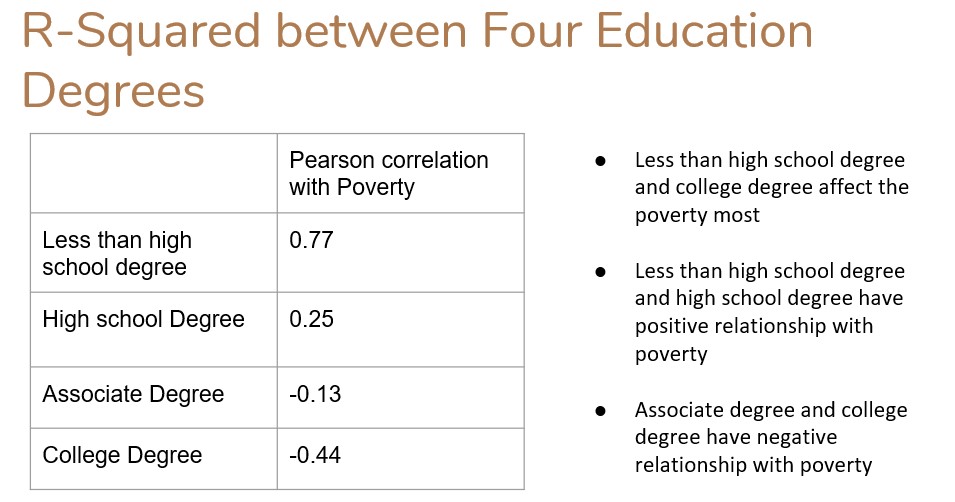 R-Squared between Four Education
Degrees
Pearson correlation
with Poverty
Less than high
school degree
0.77
High school Degree
0.25
Associate Degree
-0.13
College Degree
-0.44
● Less than high school degree
and college degree affect the
poverty most
● Less than high school degree
and high school degree have
positive relationship with
poverty
● Associate degree and college
degree have negative
relationship with poverty